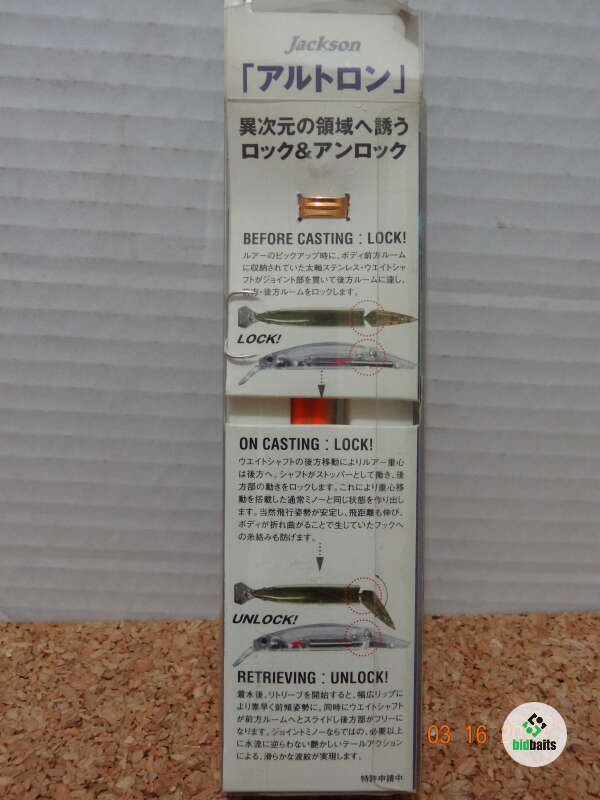 Jackson
「アルトロン」
異次元の領域へ誘う
ロック&アンロック
BEFORE CASTING : LOCK!
ルアーのピックアップ時に、ボディ前方ルーム
に収納されていた太軸ステンレス・ウエイトシャ
フトがジョイント部を貫いて後方ルームに達し、
前方・後方ルームをロックします。
LOCK!
ON CASTING : LOCK!
ウエイトシャフトの後方移動によりルアー重心
は後方へ。シャフトがストッパーとして働き、後
方部の動きをロックします。これにより重心移
動を搭載した通常ミノーと同じ状態を作り出し
ます。当然飛行姿勢が安定し、飛距離も伸び、
ボディが折れ曲がることで生じていたフックへ
の糸絡みも防げます。
UNLOCK!
RETRIEVING : UNLOCK!
着水後、リトリーブを開始すると、幅広リップに
より素早く前傾姿勢に。同時にウエイトシャフト
が前方ルームへとスライドし後方部がフリーに
なります。ジョイントミノーならではの、必要以上
に水流に逆らわない艶かしいテールアクション
による、滑らかな波紋が実現します。
特許申請中
03 16
bidbaits